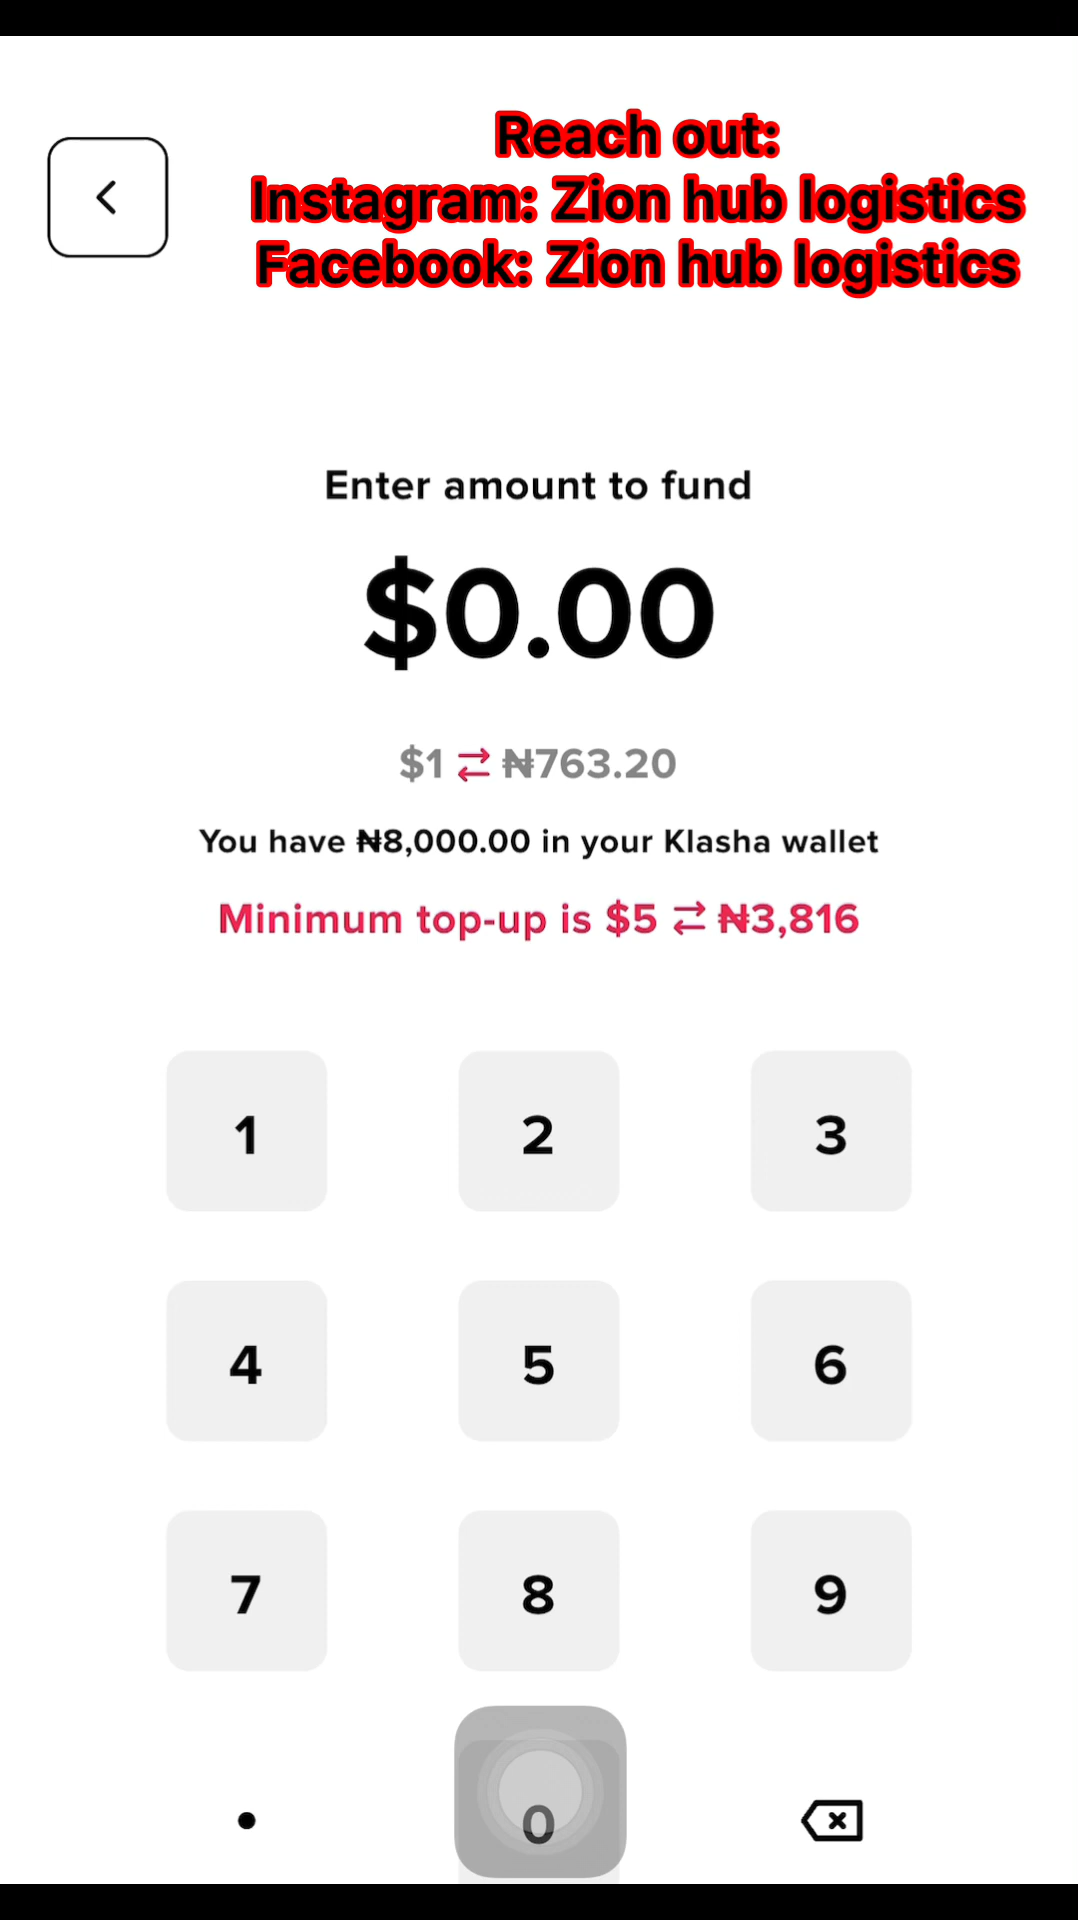 Reach out:
Instagram: Zion hub logistics
Facebook: Zion hub logistics
Enter amount to fund
$0.00
$1 ⇄ ₦763.20
You have ₦8,000.00 in your Klasha wallet
Minimum top-up is $5 ⇄ ₦3,816
1 2 3
4 5 6
7 8 9
. 0